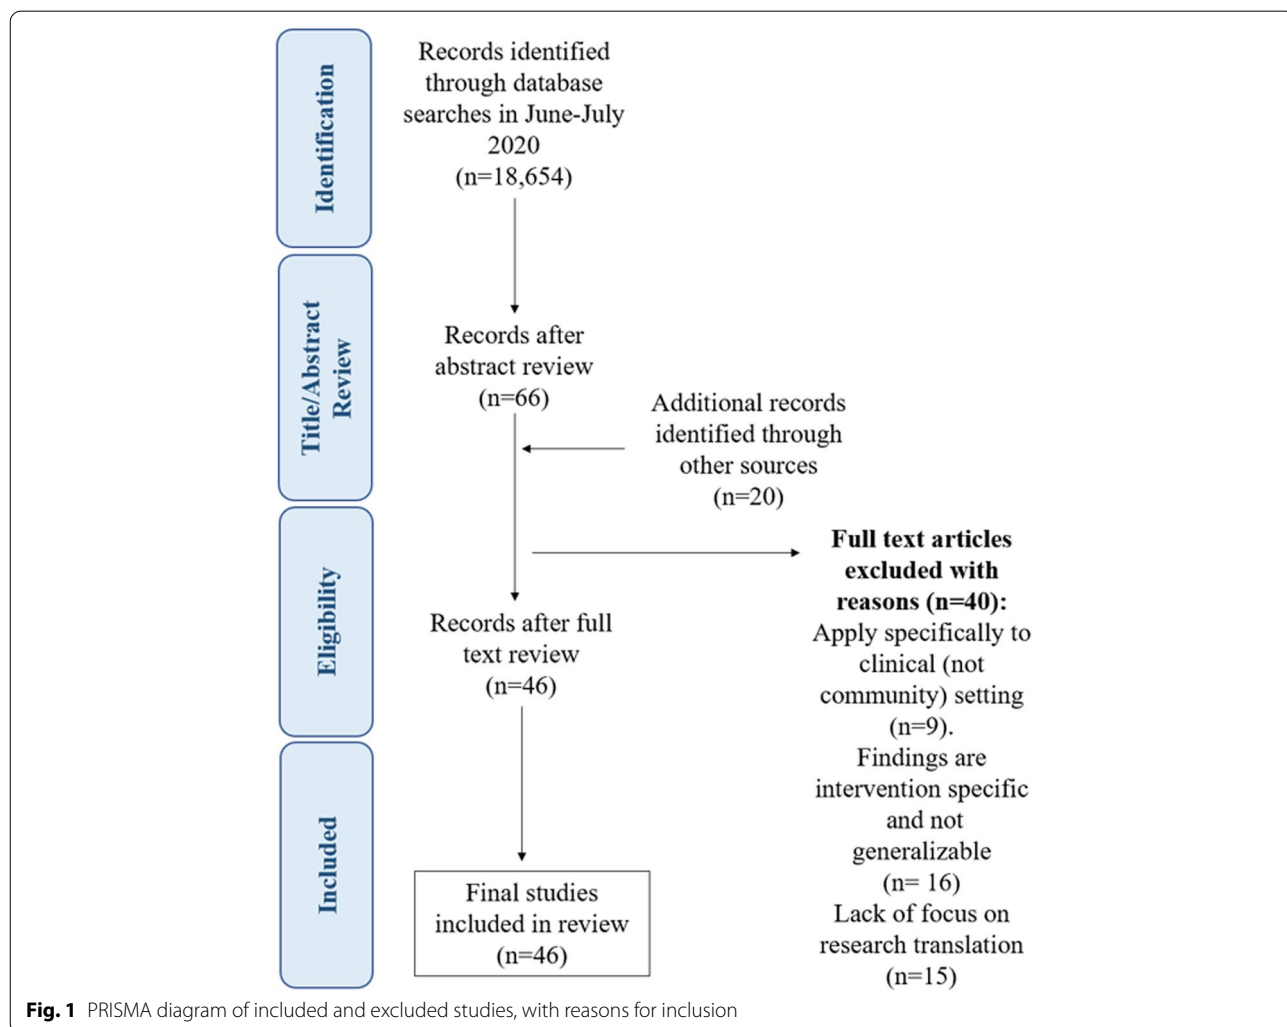 Identification
Records identified
through database
searches in June-July
2020
(n=18,654)
Title/Abstract
Review
Records after
abstract review
(n=66)
Additional records
identified through
other sources
(n=20)
Eligibility
Records after full
text review
(n=46)
Full text articles
excluded with
reasons (n=40):
Apply specifically to
clinical (not
community) setting
(n=9).
Findings are
intervention specific
and not
generalizable
(n= 16)
Lack of focus on
research translation
(n=15)
Included
Final studies
included in review
(n=46)
Fig. 1 PRISMA diagram of included and excluded studies, with reasons for inclusion